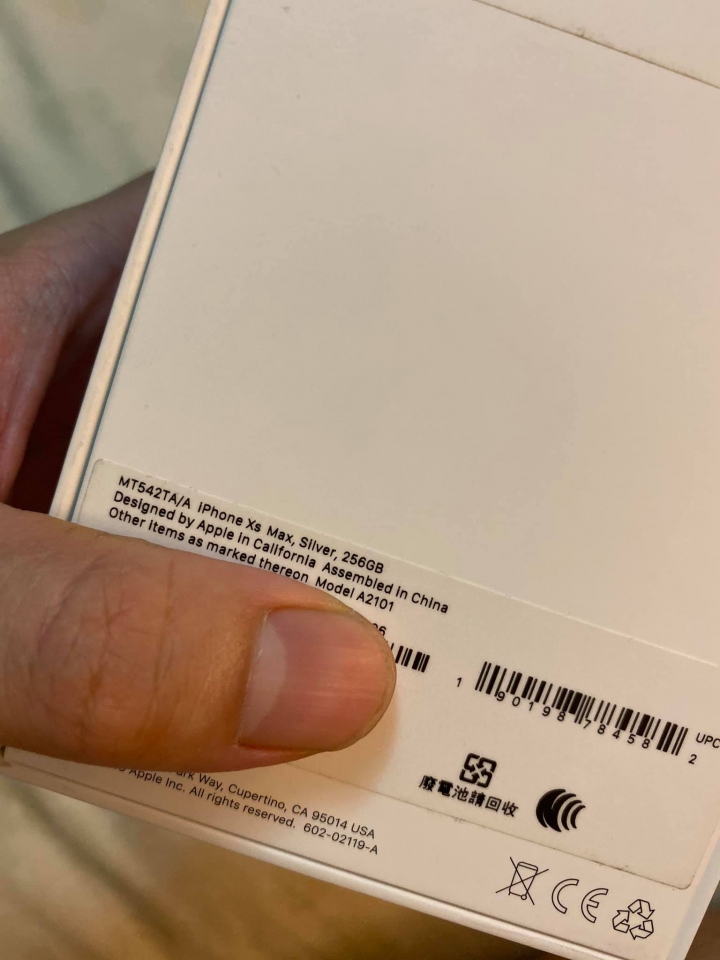 MT542TA/A iPhone Xs Max, Silver, 256GB
Designed by Apple in California Assembled in China
Other items as marked thereon Model A2101
1 90198 78458 2
UPC
廢電池請回收
Park Way, Cupertino, CA 95014 USA
Apple Inc. All rights reserved. 602-02119-A
CE